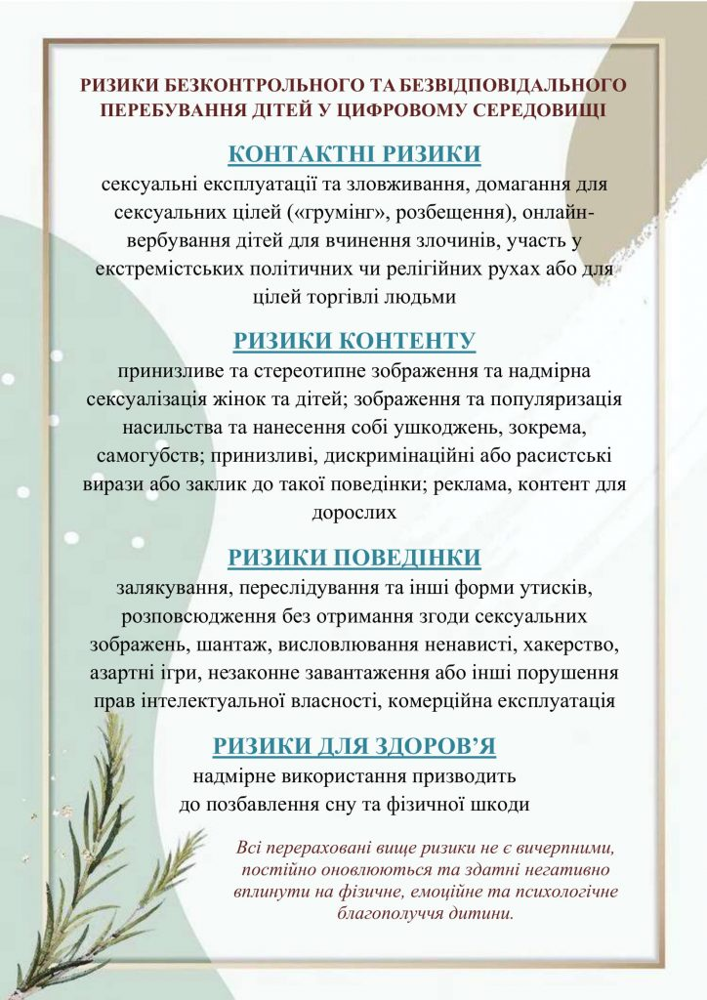 РИЗИКИ БЕЗКОНТРОЛЬНОГО ТА БЕЗВІДПОВІДАЛЬНОГО
ПЕРЕБУВАННЯ ДІТЕЙ У ЦИФРОВОМУ СЕРЕДОВИЩІ
КОНТАКТНІ РИЗИКИ
сексуальні експлуатації та зловживання, домагання для
сексуальних цілей («грумінг», розбещення), онлайн-
вербування дітей для вчинення злочинів, участь у
екстремістських політичних чи релігійних рухах або для
цілей торгівлі людьми
РИЗИКИ КОНТЕНТУ
принизливе та стереотипне зображення та надмірна
сексуалізація жінок та дітей; зображення та популяризація
насильства та нанесення собі ушкоджень, зокрема,
самогубств; принизливі, дискримінаційні або расистські
вирази або заклик до такої поведінки; реклама, контент для
дорослих
РИЗИКИ ПОВЕДІНКИ
залякування, переслідування та інші форми утисків,
розповсюдження без отримання згоди сексуальних
зображень, шантаж, висловлювання ненависті, хакерство,
азартні ігри, незаконне завантаження або інші порушення
прав інтелектуальної власності, комерційна експлуатація
РИЗИКИ ДЛЯ ЗДОРОВ’Я
надмірне використання призводить
до позбавлення сну та фізичної шкоди
Всі перераховані вище ризики не є вичерпними,
постійно оновлюються та здатні негативно
вплинути на фізичне, емоційне та психологічне
благополуччя дитини.